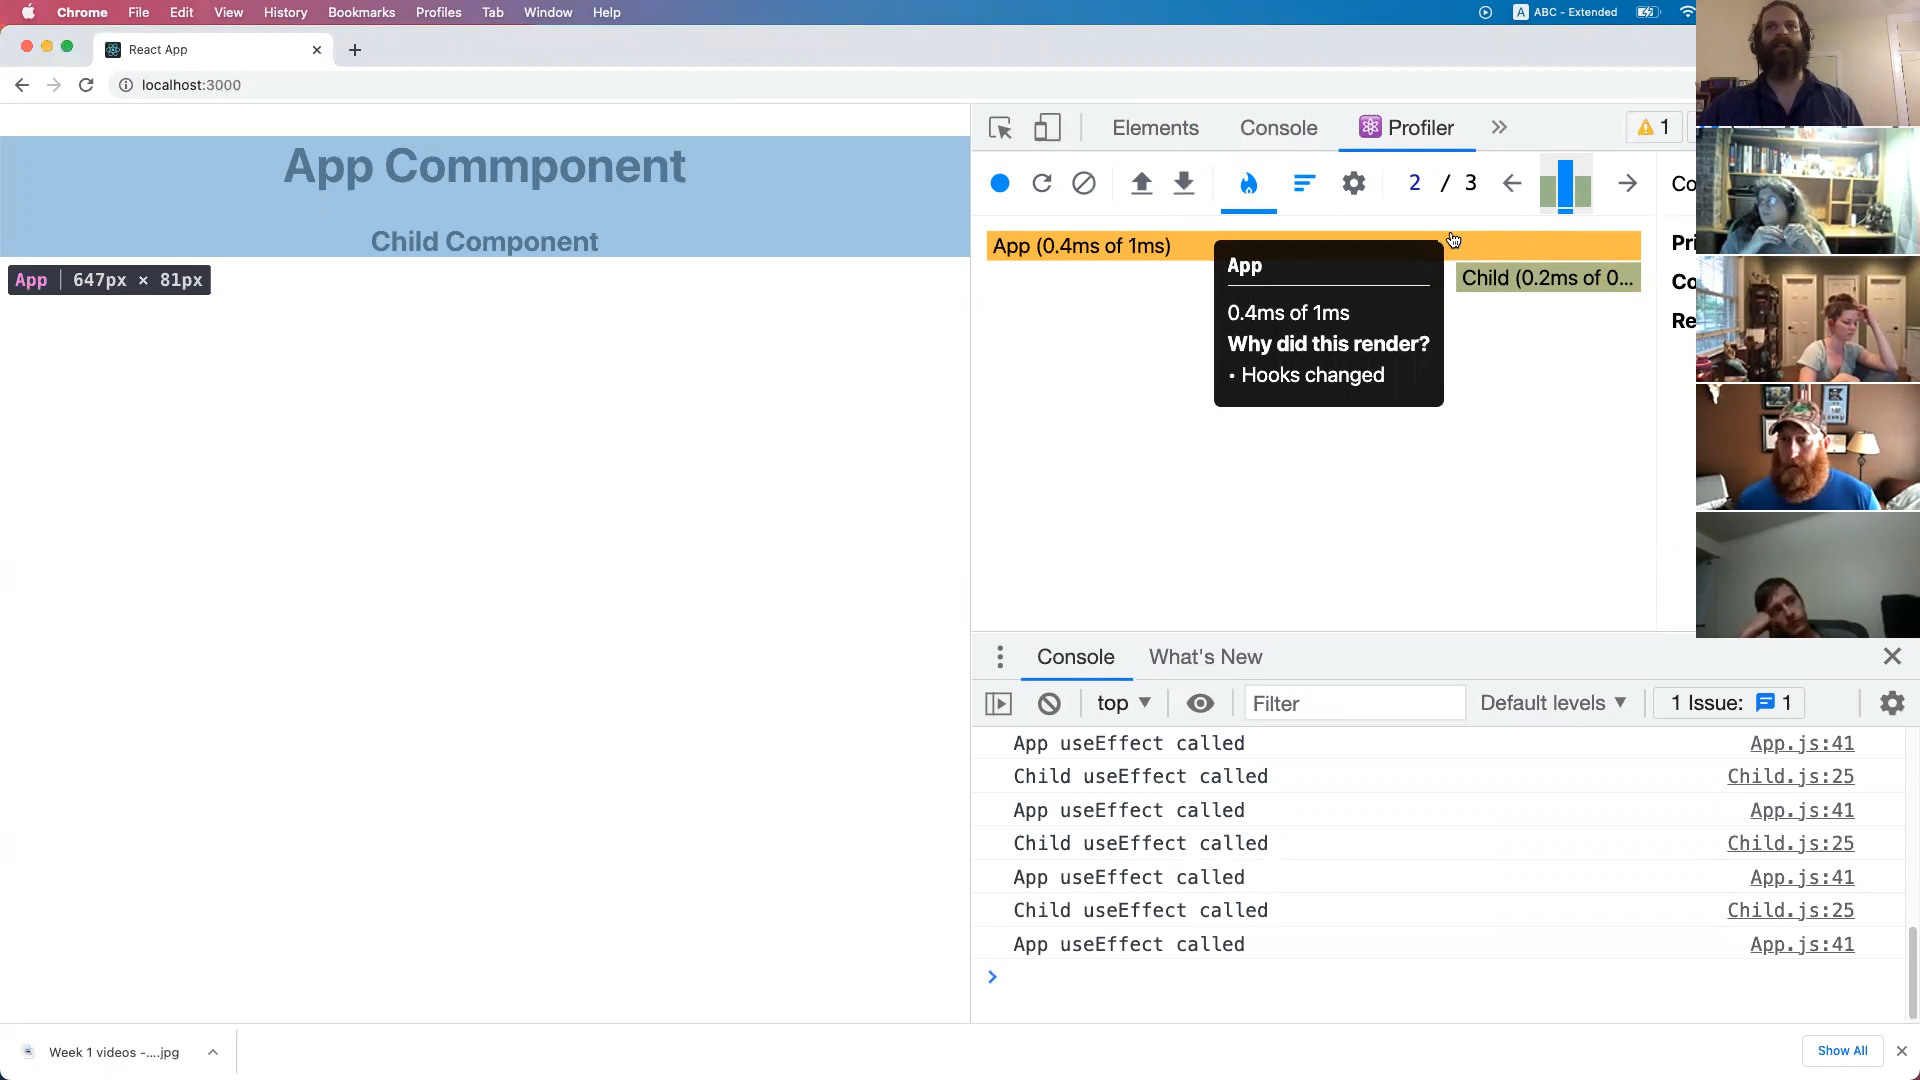 Chrome File Edit View History Bookmarks Profiles Tab Window Help A ABC - Extended
React App
localhost:3000
App Commponent
Child Component
App 647px × 81px
Elements Console Profiler 1
2 / 3
App (0.4ms of 1ms)
Child (0.2ms of 0...
App
0.4ms of 1ms
Why did this render?
• Hooks changed
Console What's New
top Filter Default levels 1 Issue: 1
App useEffect called App.js:41
Child useEffect called Child.js:25
App useEffect called App.js:41
Child useEffect called Child.js:25
App useEffect called App.js:41
Child useEffect called Child.js:25
App useEffect called App.js:41
Week 1 videos -....jpg Show All